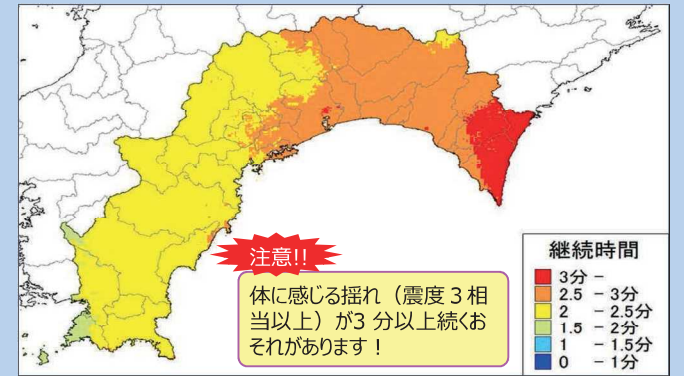 注意!!
体に感じる揺れ（震度３相
当以上）が3 分以上続くお
それがあります！
継続時間
3分 -
2.5 - 3分
2 - 2.5分
1.5 - 2分
1 - 1.5分
0 - 1分